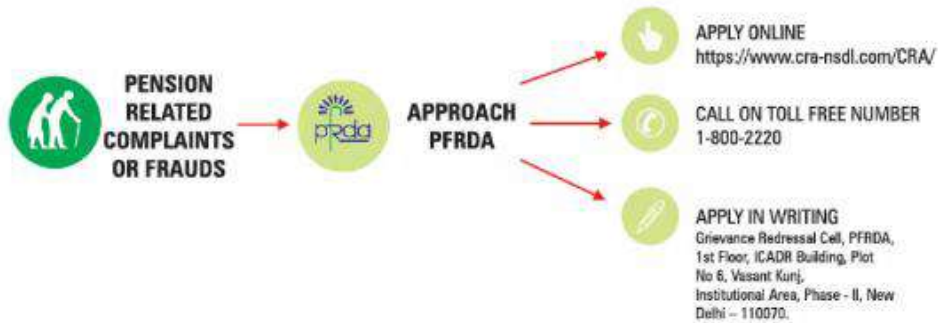 PENSION
RELATED
COMPLAINTS
OR FRAUDS
pfrda
APPROACH
PFRDA
APPLY ONLINE
https://www.cra-nsdl.com/CRA/
CALL ON TOLL FREE NUMBER
1-800-2220
APPLY IN WRITING
Grievance Redressal Cell, PFRDA,
1st Floor, ICADR Building, Plot
No 6, Vasant Kunj,
Institutional Area, Phase - II, New
Delhi – 110070.